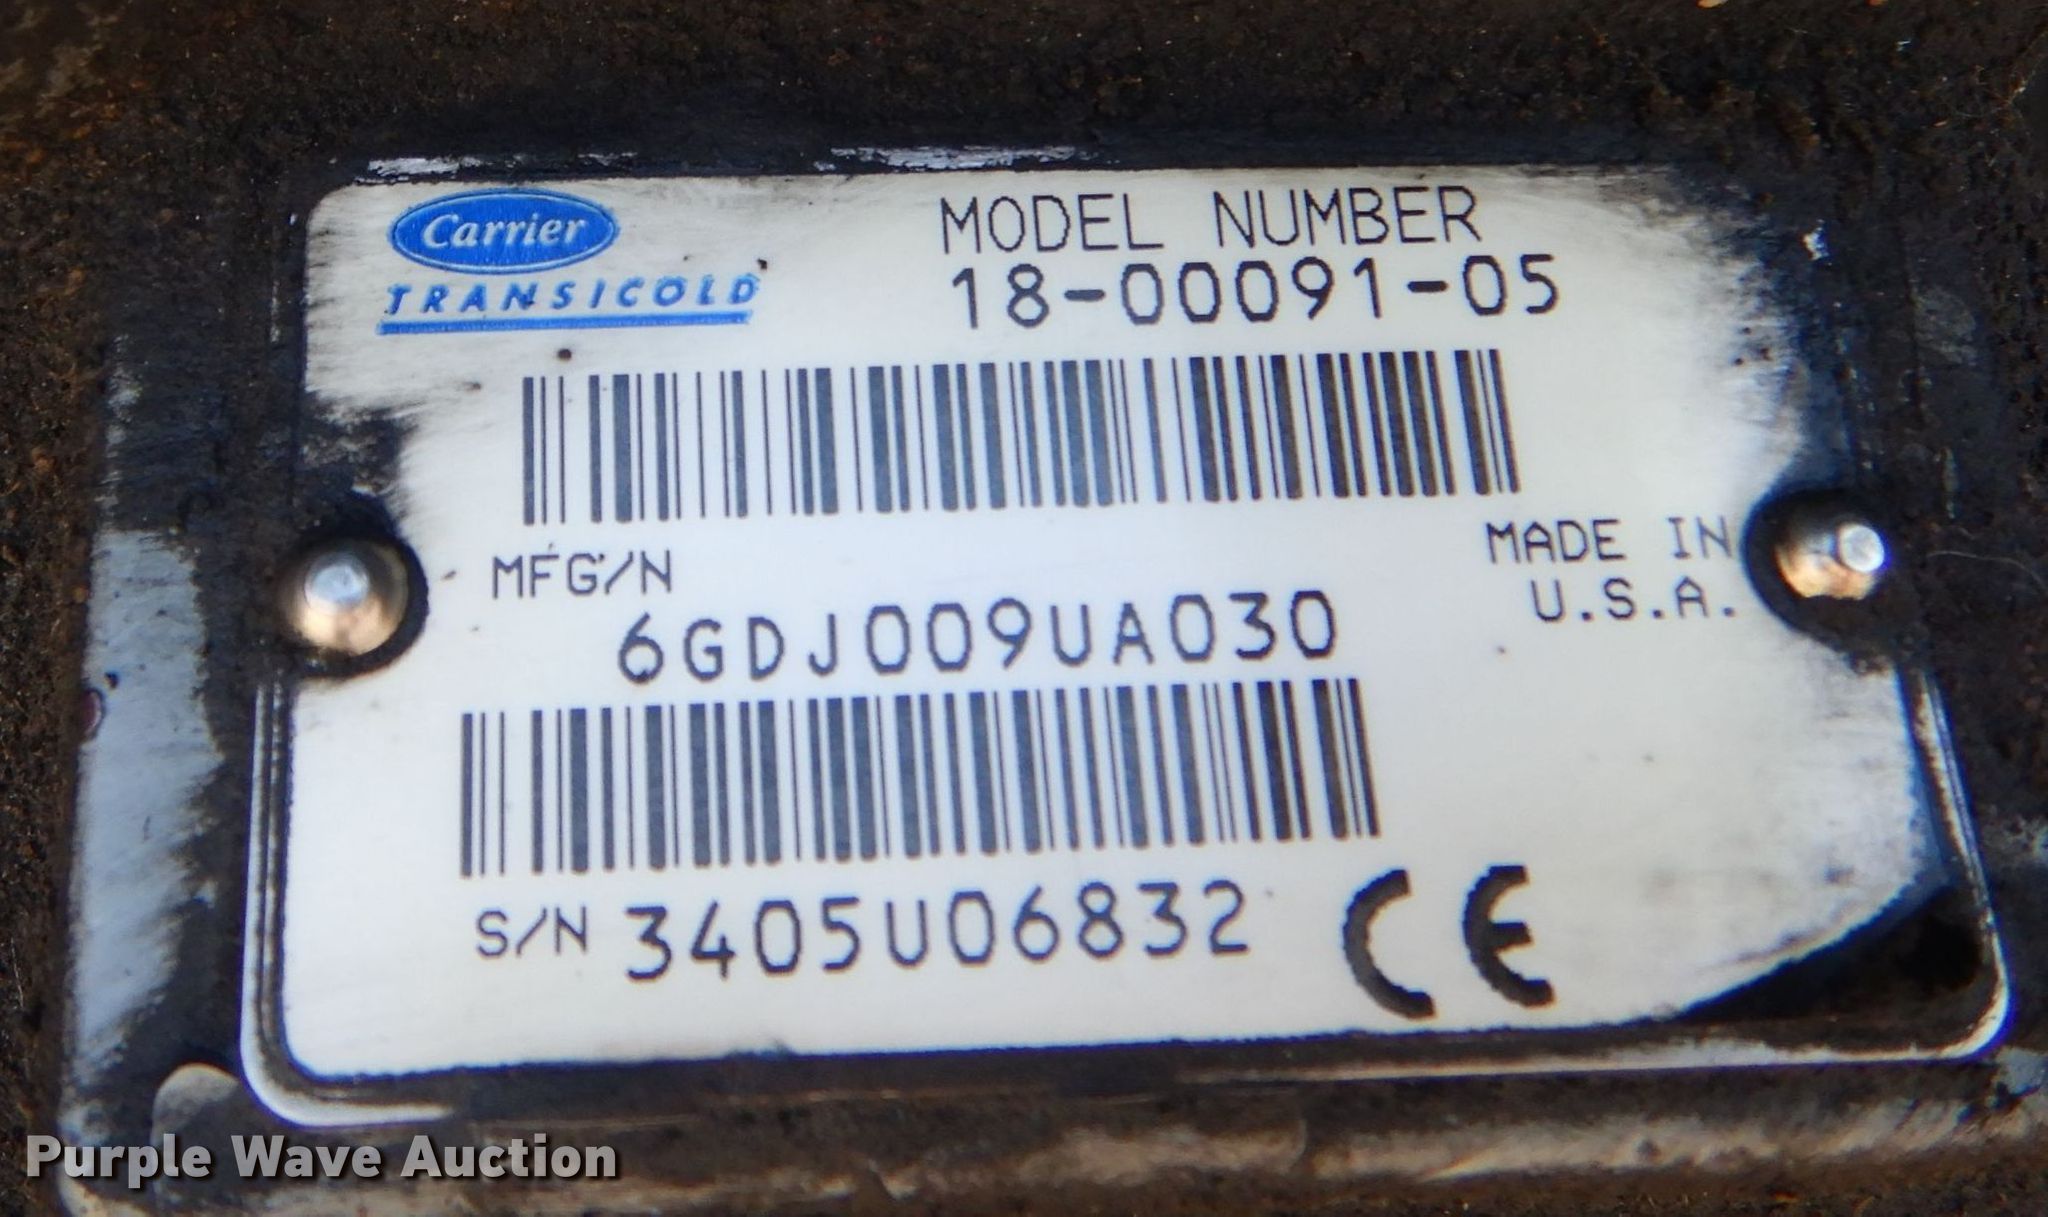 Carrier
TRANSICOLD
MODEL NUMBER
18-00091-05
MFG/N
6GDJ009UA030
MADE IN
U.S.A.
S/N 3405U06832 CE
Purple Wave Auction